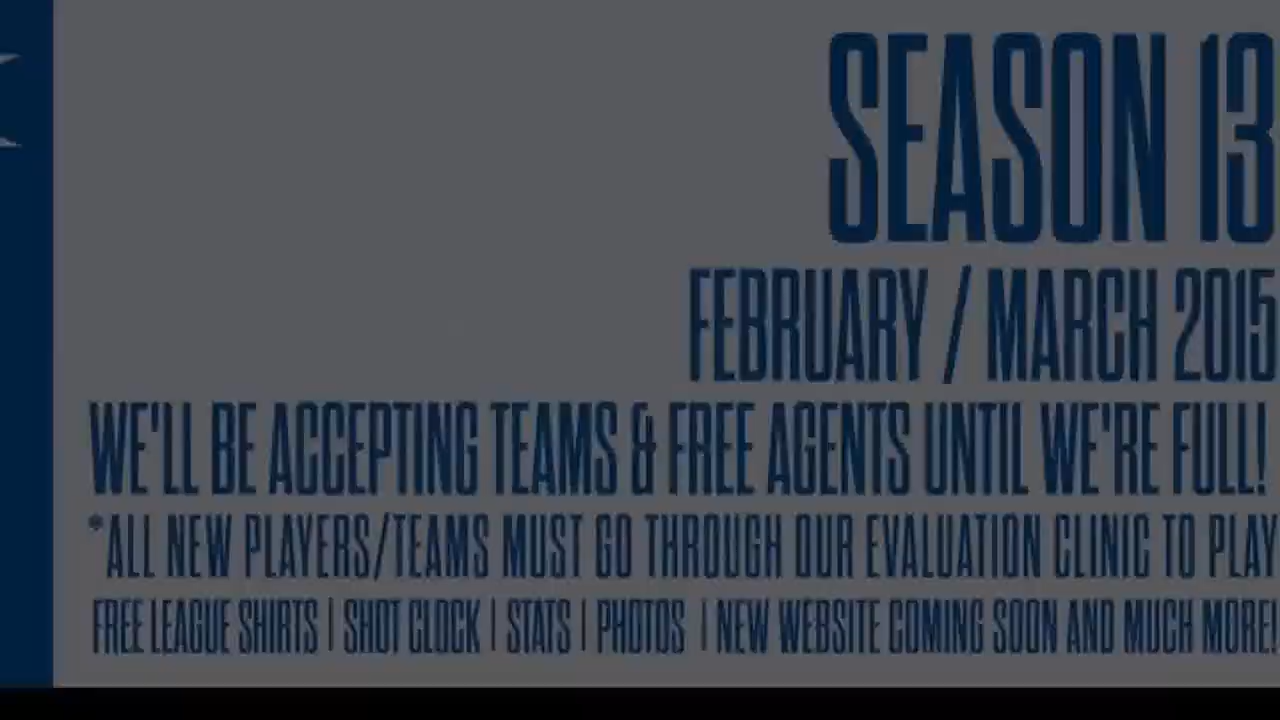 SEASON 13
FEBRUARY / MARCH 2015
WE'LL BE ACCEPTING TEAMS & FREE AGENTS UNTIL WE'RE FULL!
*ALL NEW PLAYERS/TEAMS MUST GO THROUGH OUR EVALUATION CLINIC TO PLAY
FREE LEAGUE SHIRTS | SHOT CLOCK | STATS | PHOTOS | NEW WEBSITE COMING SOON AND MUCH MORE!